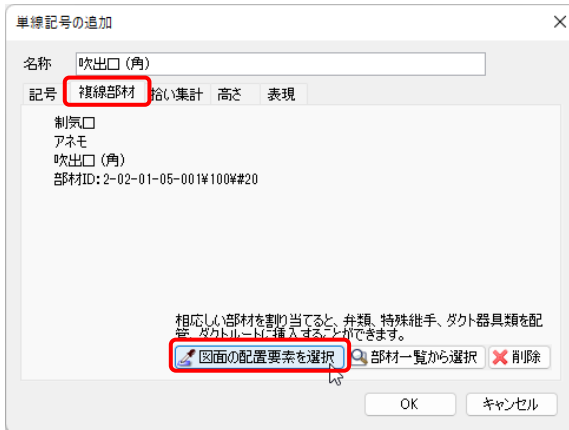 単線記号の追加
名称 吹出口（角）
記号 複線部材 拾い集計 高さ 表現
制気口
アネモ
吹出口（角）
部材ID:2-02-01-05-001¥100¥#20
相応しい部材を割り当てると、弁類、特殊継手、ダクト器具類を配
管、ダクトルートに挿入することができます。
図面の配置要素を選択 部材一覧から選択 削除
OK キャンセル